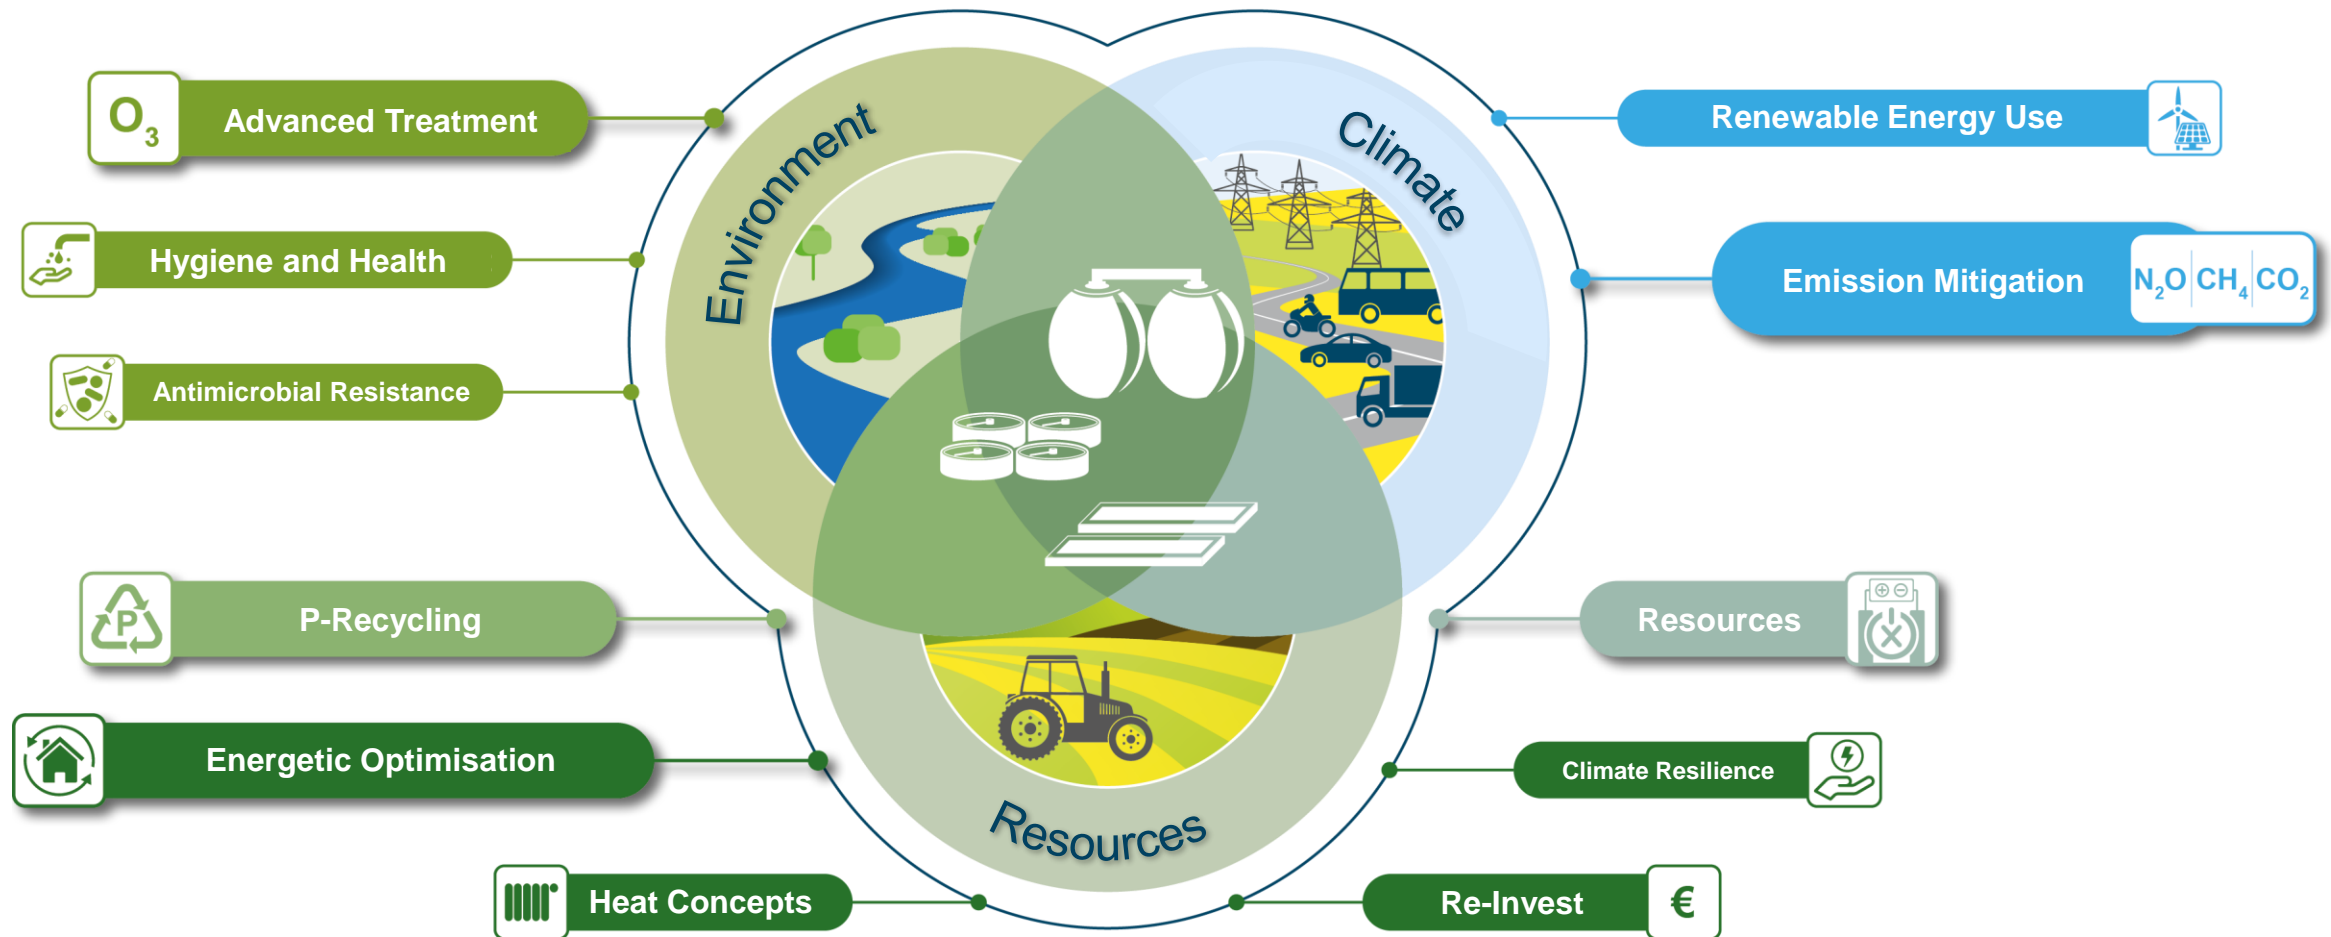 O3
Advanced Treatment
Hygiene and Health
Antimicrobial Resistance
P
P-Recycling
Energetic Optimisation
Heat Concepts
Environment
Climate
Resources
Renewable Energy Use
Emission Mitigation
N2O CH4 CO2
Resources
Climate Resilience
Re-Invest
€